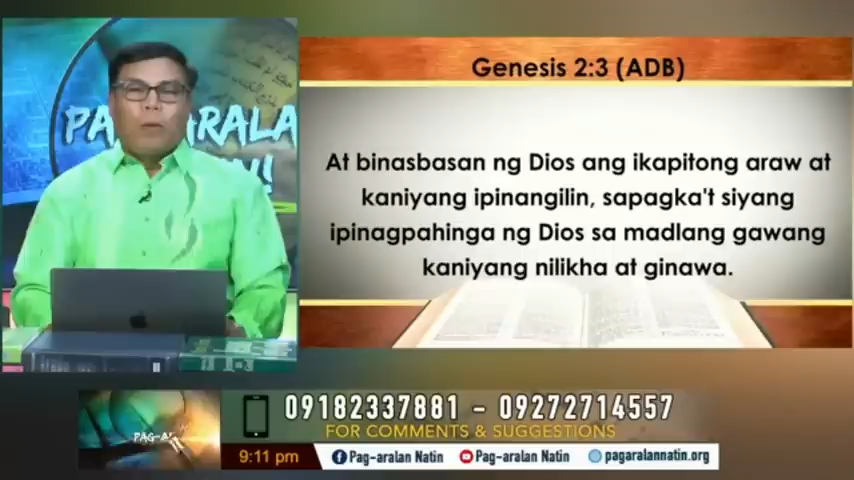 Genesis 2:3 (ADB)
At binasbasan ng Dios ang ikapitong araw at
kaniyang ipinangilin, sapagka't siyang
ipinagpahinga ng Dios sa madlang gawang
kaniyang nilikha at ginawa.
09182337881 - 09272714557
FOR COMMENTS & SUGGESTIONS
9:11 pm
Pag-aralan Natin
Pag-aralan Natin
pagaralannatin.org